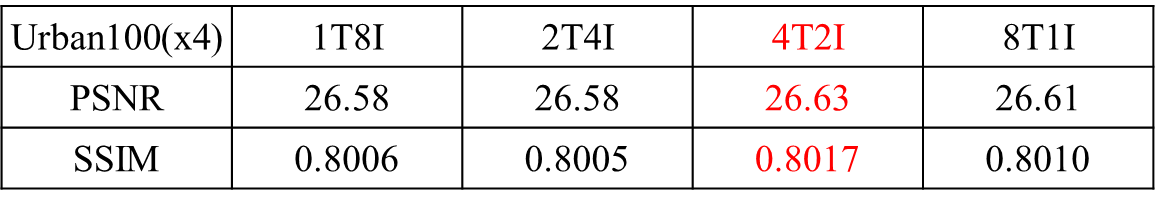 Urban100(x4) 1T8I 2T4I 4T2I 8T1I
PSNR 26.58 26.58 26.63 26.61
SSIM 0.8006 0.8005 0.8017 0.8010